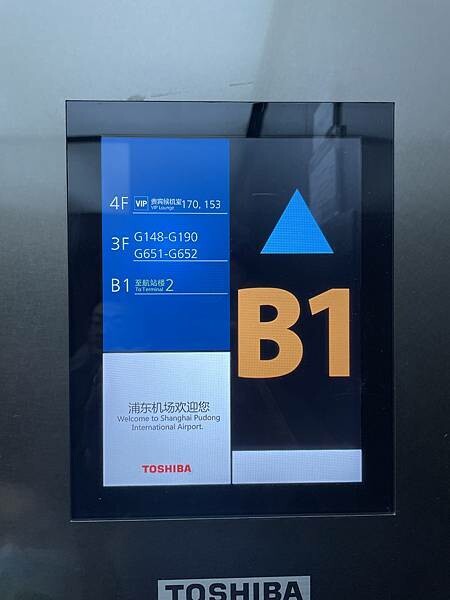 4F VIP 贵宾候机室 170, 153
VIP Lounge
3F G148-G190
G651-G652
B1 至航站楼 2
To Terminal
B1
浦东机场欢迎您
Welcome to Shanghai Pudong
International Airport.
TOSHIBA
TOSHIBA